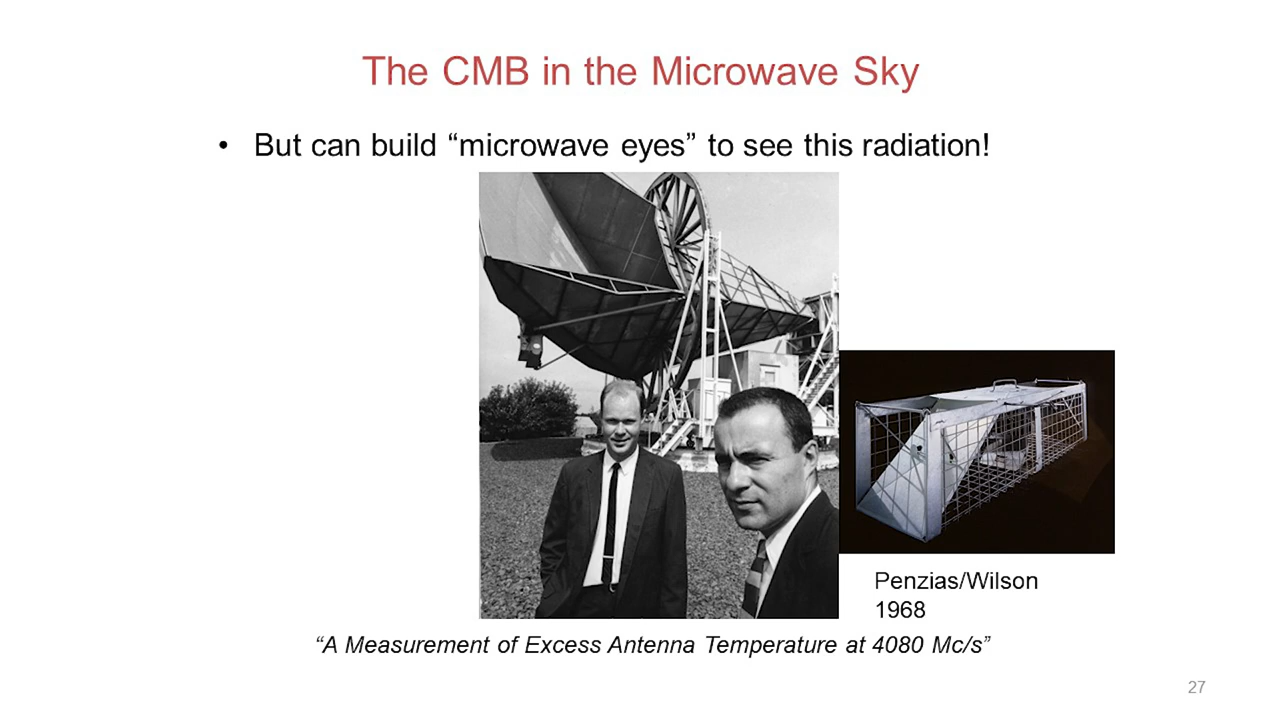 The CMB in the Microwave Sky
• But can build “microwave eyes” to see this radiation!
Penzias/Wilson
1968
“A Measurement of Excess Antenna Temperature at 4080 Mc/s”
27